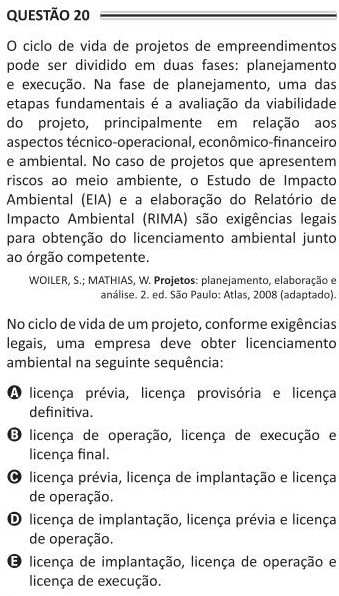 QUESTÃO 20
O ciclo de vida de projetos de empreendimentos
pode ser dividido em duas fases: planejamento
e execução. Na fase de planejamento, uma das
etapas fundamentais é a avaliação da viabilidade
do projeto, principalmente em relação aos
aspectos técnico-operacional, econômico-financeiro
e ambiental. No caso de projetos que apresentem
riscos ao meio ambiente, o Estudo de Impacto
Ambiental (EIA) e a elaboração do Relatório de
Impacto Ambiental (RIMA) são exigências legais
para obtenção do licenciamento ambiental junto
ao órgão competente.
WOILER, S.; MATHIAS, W. Projetos: planejamento, elaboração e
análise. 2. ed. São Paulo: Atlas, 2008 (adaptado).
No ciclo de vida de um projeto, conforme exigências
legais, uma empresa deve obter licenciamento
ambiental na seguinte sequência:
A licença prévia, licença provisória e licença
definitiva.
B licença de operação, licença de execução e
licença final.
C licença prévia, licença de implantação e licença
de operação.
D licença de implantação, licença prévia e licença
de operação.
E licença de implantação, licença de operação e
licença de execução.